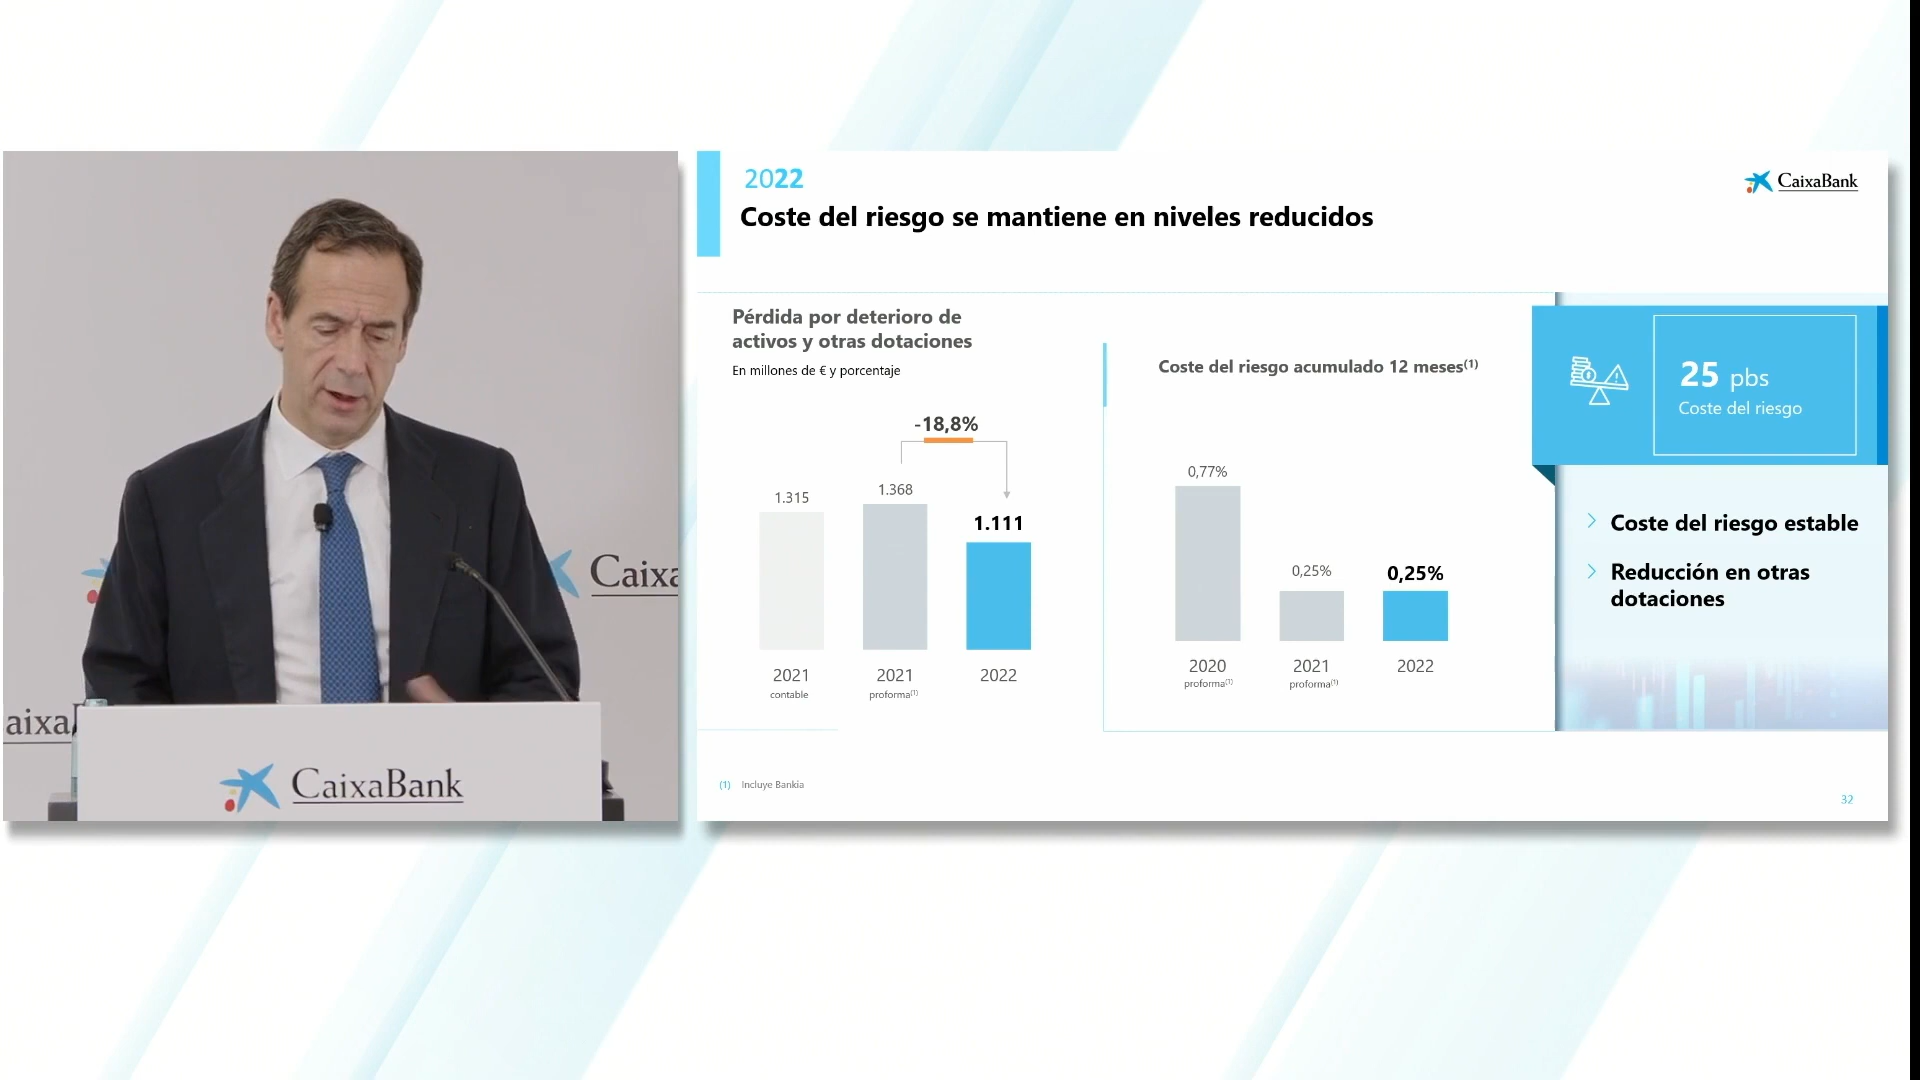 Caixa
aixa
CaixaBank
2022
CaixaBank
Coste del riesgo se mantiene en niveles reducidos
Pérdida por deterioro de
activos y otras dotaciones
En millones de € y porcentaje
-18,8%
1.315
1.368
1.111
2021
contable
2021
proforma(1)
2022
Coste del riesgo acumulado 12 meses(1)
0,77%
0,25%
0,25%
2020
proforma(1)
2021
proforma(1)
2022
25 pbs
Coste del riesgo
Coste del riesgo estable
Reducción en otras
dotaciones
(1) Incluye Bankia
32